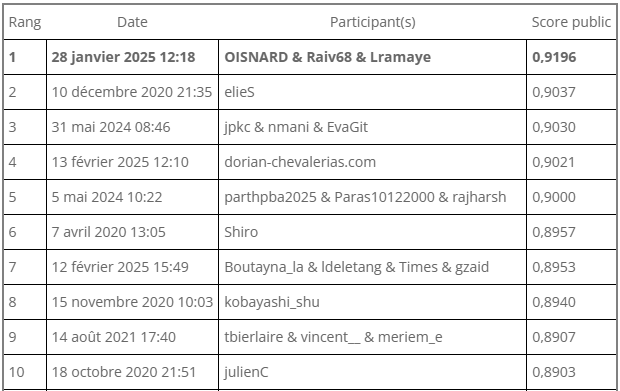 Rang Date Participant(s) Score public
1 28 janvier 2025 12:18 OISNARD & Raiv68 & Lramaye 0,9196
2 10 décembre 2020 21:35 elieS 0,9037
3 31 mai 2024 08:46 jpkc & nmani & EvaGit 0,9030
4 13 février 2025 12:10 dorian-chevalerias.com 0,9021
5 5 mai 2024 10:22 parthpba2025 & Paras10122000 & rajharsh 0,9000
6 7 avril 2020 13:05 Shiro 0,8957
7 12 février 2025 15:49 Boutayna_la & ldeletang & Times & gzaid 0,8953
8 15 novembre 2020 10:03 kobayashi_shu 0,8940
9 14 août 2021 17:40 tbierlaire & vincent__ & meriem_e 0,8907
10 18 octobre 2020 21:51 julienC 0,8903